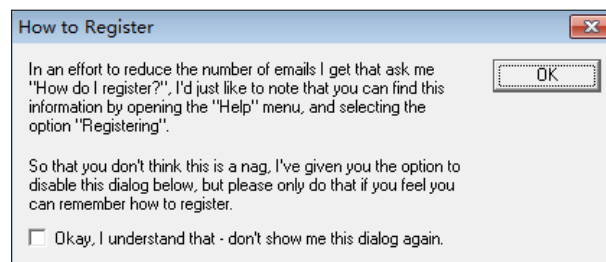 How to Register
In an effort to reduce the number of emails I get that ask me
"How do I register?", I'd just like to note that you can find this
information by opening the "Help" menu, and selecting the
option "Registering".
OK
So that you don't think this is a nag, I've given you the option to
disable this dialog below, but please only do that if you feel you
can remember how to register.
Okay, I understand that - don't show me this dialog again.